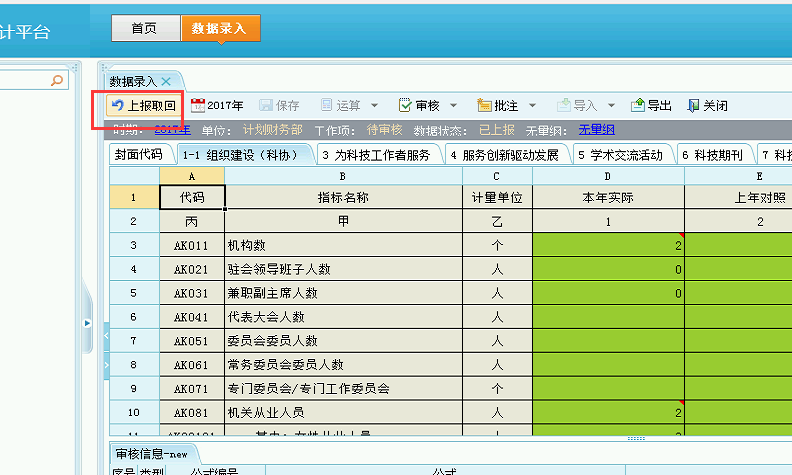 计平台
首页 数据录入
数据录入
上报取回 2017年 保存 运算 审核 批注 导入 导出 关闭
时期: 2017年 单位: 计划财务部 工作项: 待审核 数据状态: 已上报 无量纲: 无量纲
封面代码 1-1 组织建设（科协） 3 为科技工作者服务 4 服务创新驱动发展 5 学术交流活动 6 科技期刊 7 科技
A B C D E
1 代码 指标名称 计量单位 本年实际 上年对照
2 丙 甲 乙 1 2
3 AK011 机构数 个 2
4 AK021 驻会领导班子人数 人 0
5 AK031 兼职副主席人数 人 0
6 AK041 代表大会人数 人
7 AK051 委员会委员人数 人
8 AK061 常务委员会委员人数 人
9 AK071 专门委员会/专门工作委员会 个
10 AK081 机关从业人员 人 2
11 其中：女性从业人员 人
审核信息-new
序号 类型 公式编号 公式